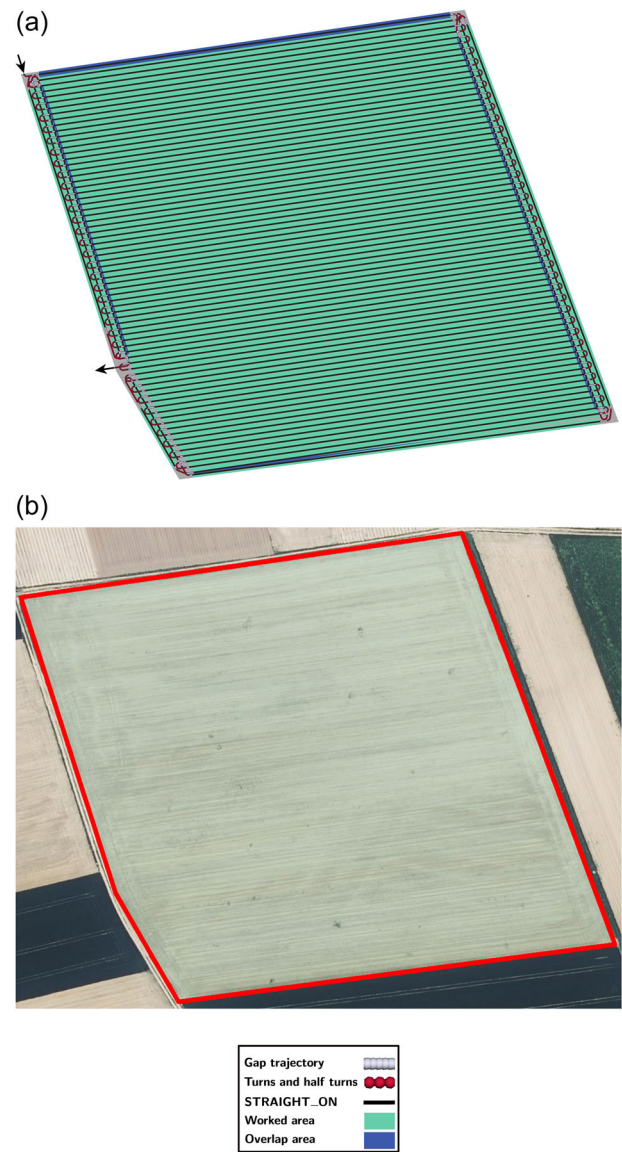 (a)
(b)
Gap trajectory
Turns and half turns
STRAIGHT_ON
Worked area
Overlap area